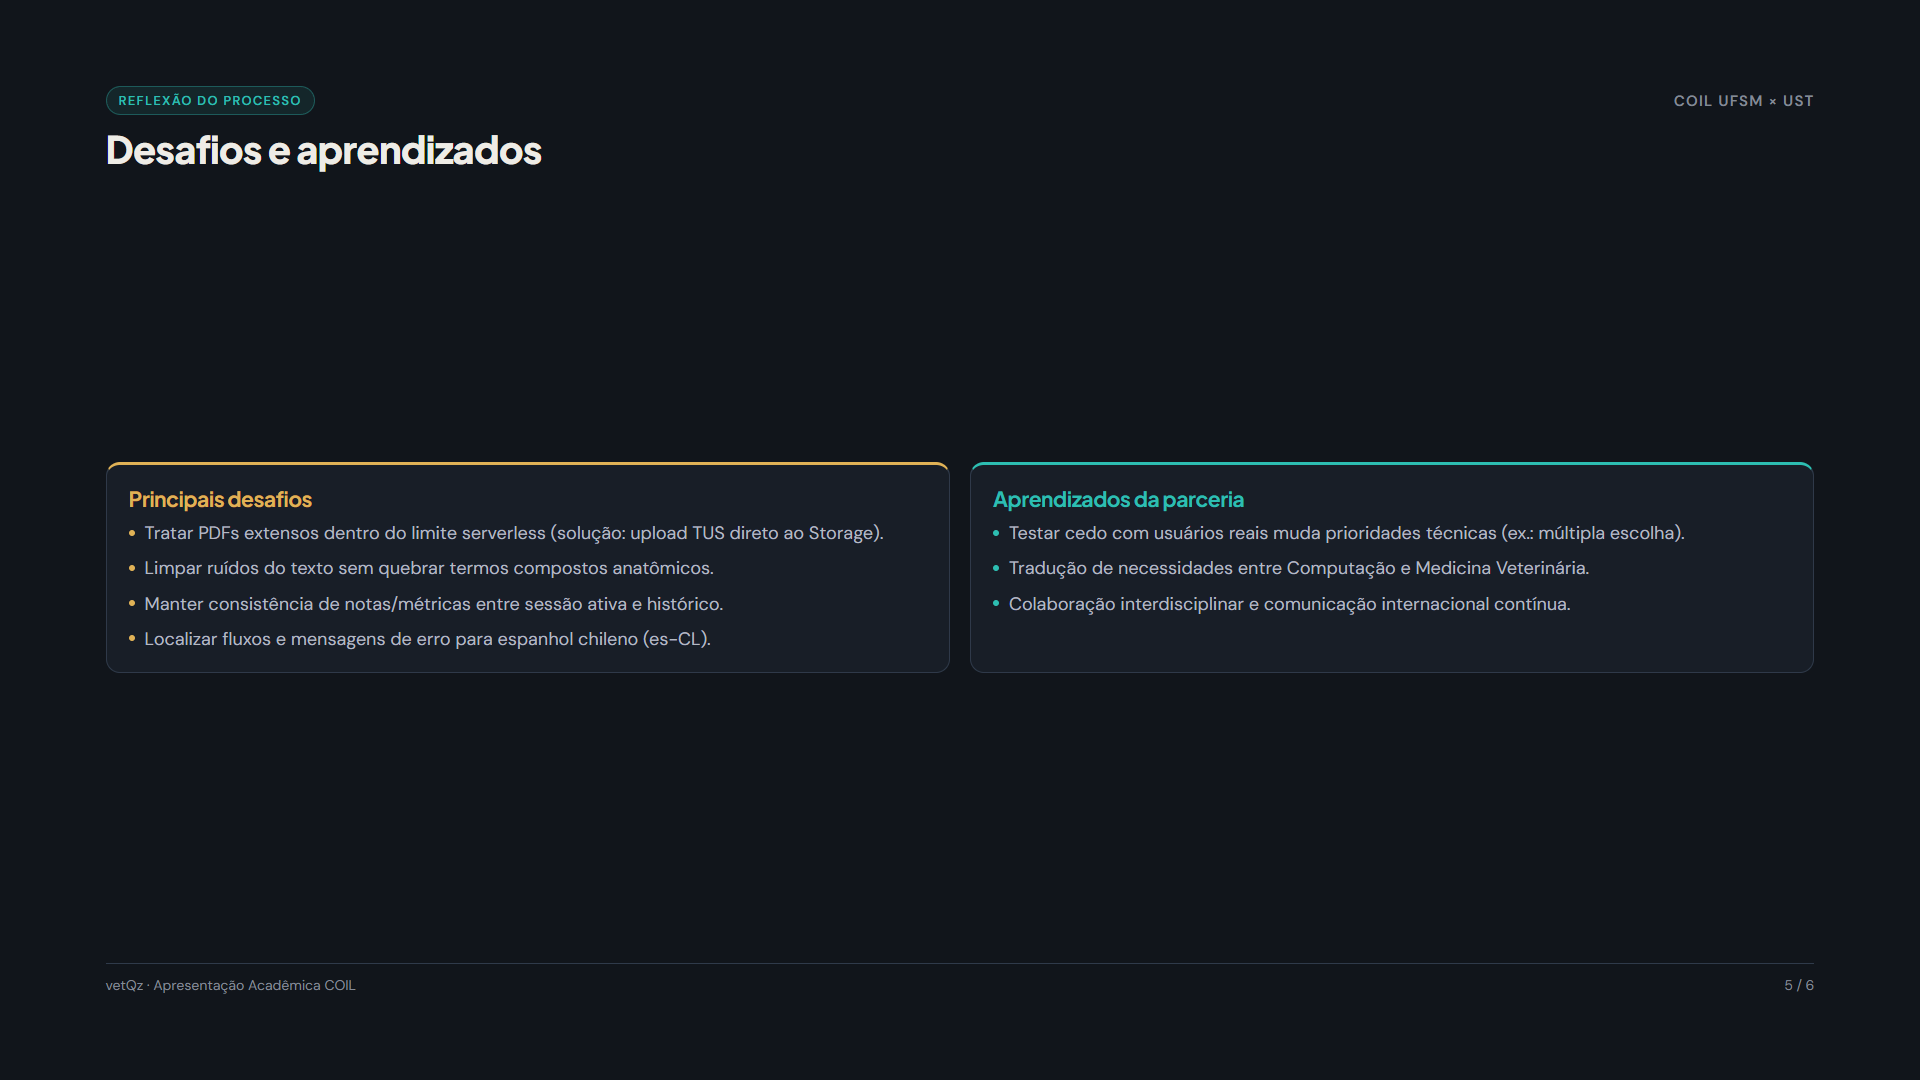 REFLEXÃO DO PROCESSO
COIL UFSM × UST
Desafios e aprendizados
Principais desafios
• Tratar PDFs extensos dentro do limite serverless (solução: upload TUS direto ao Storage).
• Limpar ruídos do texto sem quebrar termos compostos anatômicos.
• Manter consistência de notas/métricas entre sessão ativa e histórico.
• Localizar fluxos e mensagens de erro para espanhol chileno (es-CL).
Aprendizados da parceria
• Testar cedo com usuários reais muda prioridades técnicas (ex.: múltipla escolha).
• Tradução de necessidades entre Computação e Medicina Veterinária.
• Colaboração interdisciplinar e comunicação internacional contínua.
vetQz · Apresentação Acadêmica COIL
5 / 6